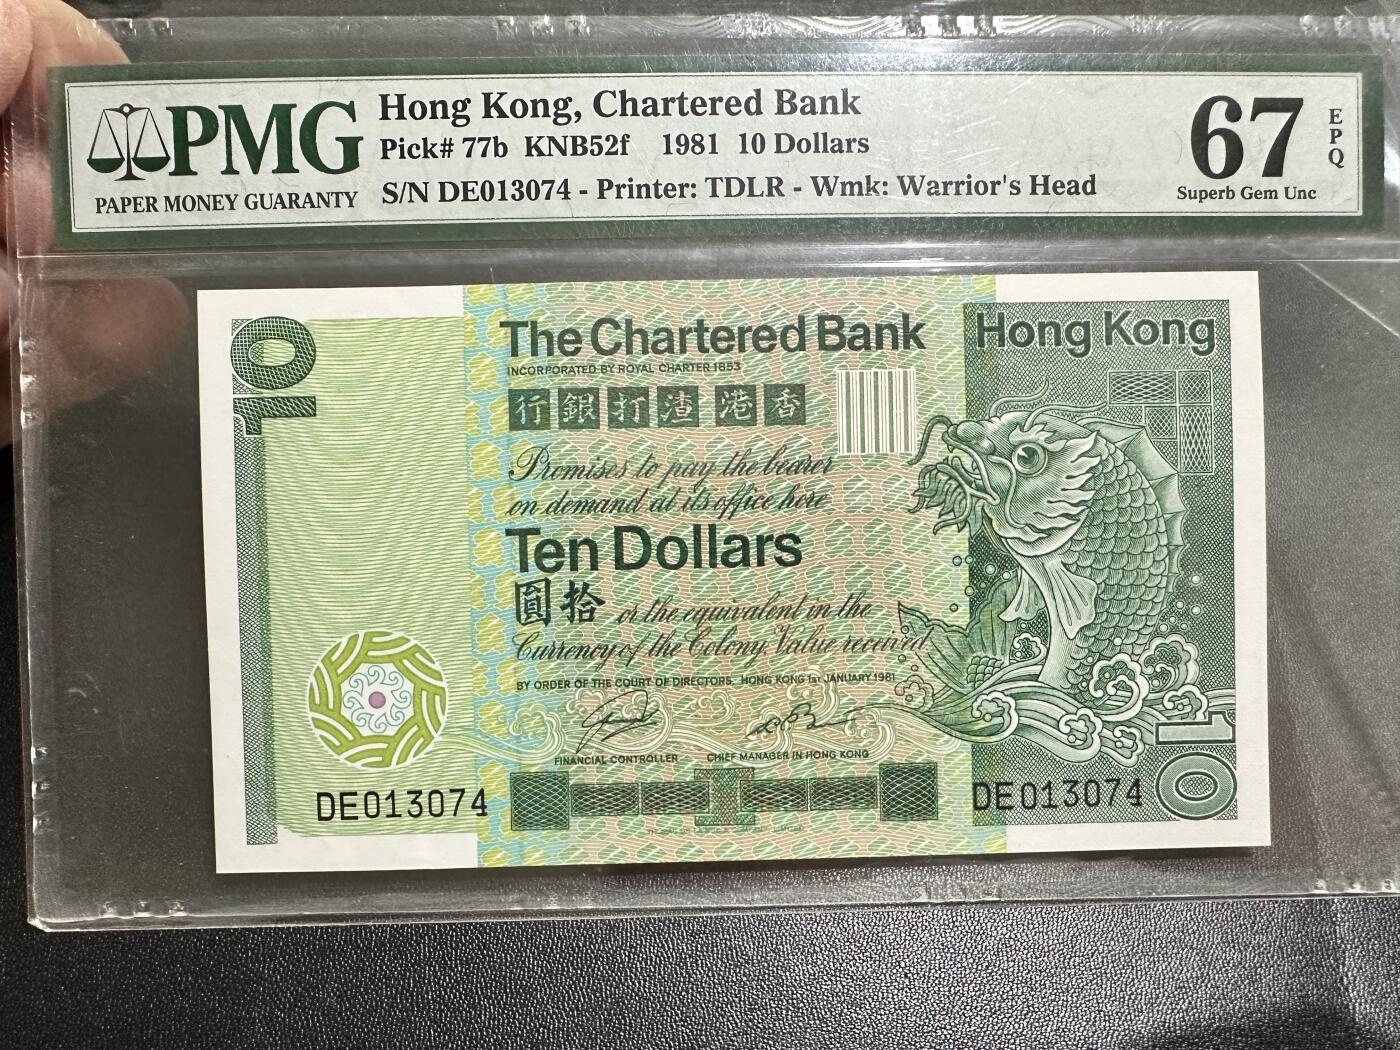 PMG
PAPER MONEY GUARANTY
Hong Kong, Chartered Bank
Pick# 77b KNB52f 1981 10 Dollars
S/N DE013074 - Printer: TDLR - Wmk: Warrior's Head
67
EPQ
Superb Gem Unc
10
The Chartered Bank
Hong Kong
INCORPORATED BY ROYAL CHARTER 1853
行銀打渣港香
Promises to pay the bearer
on demand at its office here
Ten Dollars
圓拾 or the equivalent in the
Currency of the Colony. Value received
BY ORDER OF THE COURT OF DIRECTORS. HONG KONG 1ST JANUARY 1981
FINANCIAL CONTROLLER CHIEF MANAGER IN HONG KONG
DE013074
DE013074
10